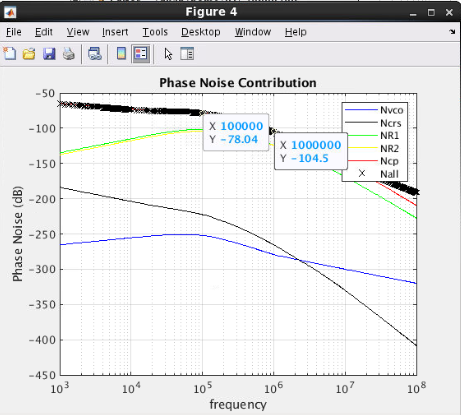 Figure 4
File Edit View Insert Tools Desktop Window Help
Phase Noise Contribution
-50
-100
-150
-200
-250
-300
-350
-400
-450
Phase Noise (dB)
X 100000
Y -78.04
X 1000000
Y -104.5
Nvco
Ncrs
NR1
NR2
Ncp
Nall
10^3 10^4 10^5 10^6 10^7 10^8
frequency